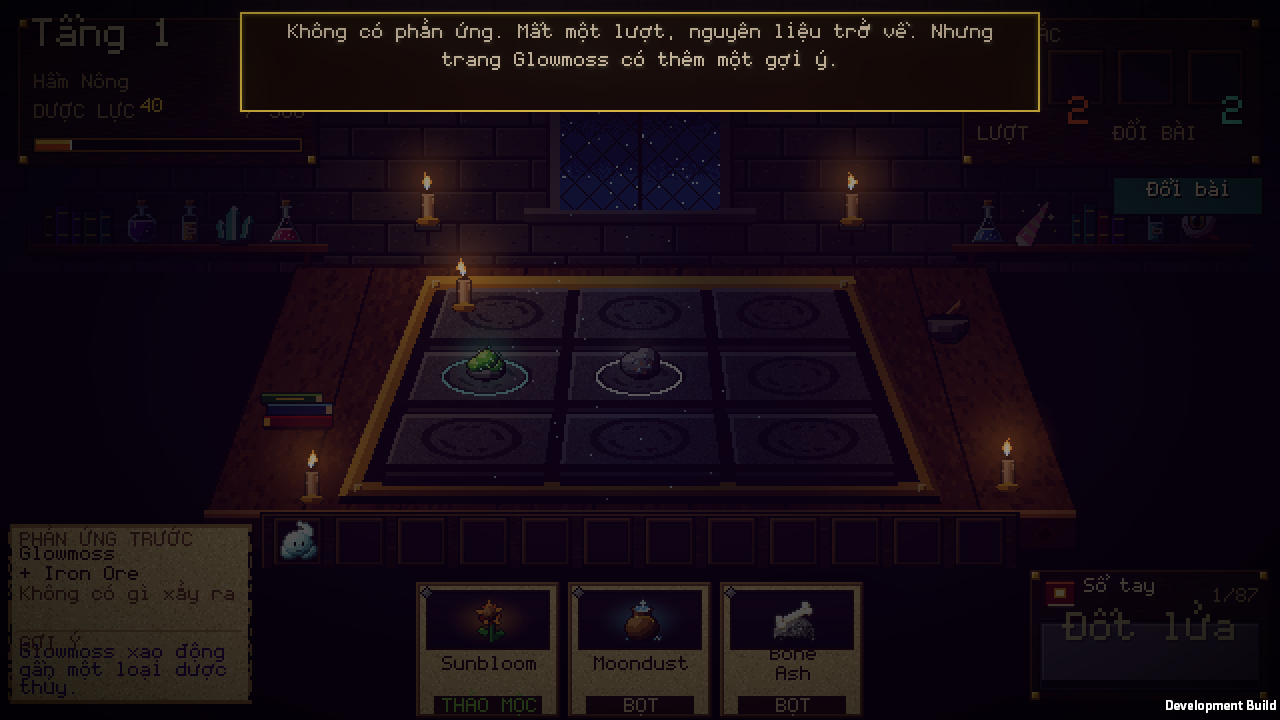 Không có phản ứng. Mất một lượt, nguyên liệu trở về. Nhưng
trang Glowmoss có thêm một gợi ý.
Tầng 1
Hầm Nông
DƯỢC LỰC 40
LƯỢT 2 ĐỔI BÀI 2
Đổi bài
PHẢN ỨNG TRƯỚC
Glowmoss
+ Iron Ore
Không có gì xảy ra
GỢI Ý
Glowmoss xao động
gần một loại dược
thủy.
Sunbloom
THẢO MỘC
Moondust
BỘT
Bone
Ash
BỘT
Sổ tay
1/87
Đốt lửa
Development Build